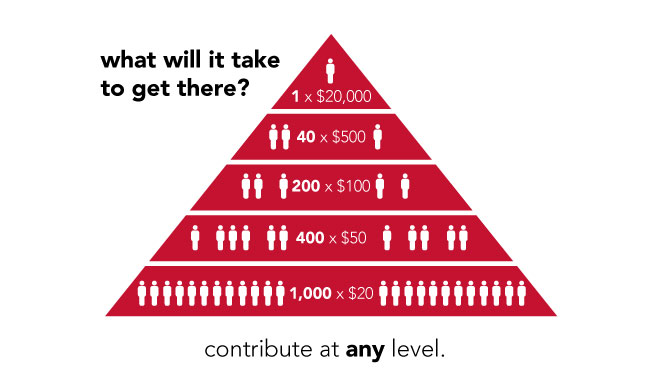 what will it take
to get there?
1 x $20,000
40 x $500
200 x $100
400 x $50
1,000 x $20
contribute at any level.